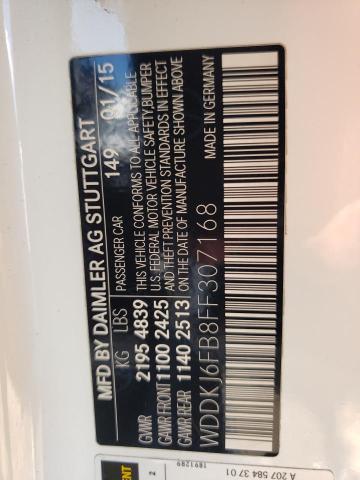 MFD BY DAIMLER AG STUTTGART
149 01/15
KG LBS PASSENGER CAR
GVWR 2195 4839 THIS VEHICLE CONFORMS TO ALL APPLICABLE
GAWR FRONT 1100 2425 U.S. FEDERAL MOTOR VEHICLE SAFETY, BUMPER
GAWR REAR 1140 2513 AND THEFT PREVENTION STANDARDS IN EFFECT
ON THE DATE OF MANUFACTURE SHOWN ABOVE
WDDKJ6FB8FF307168 MADE IN GERMANY
2
1891289
A 207 584 37 01